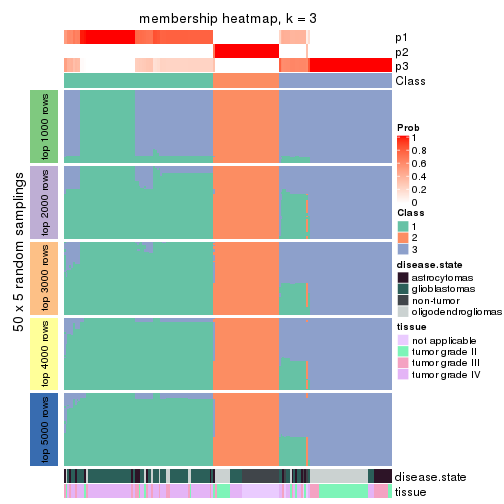 membership heatmap, k = 3
p1
p2
p3
Class
50 x 5 random samplings
top 1000 rows
top 2000 rows
top 3000 rows
top 4000 rows
top 5000 rows
disease.state
tissue
Prob
1
0.8
0.6
0.4
0.2
0
Class
1
2
3
disease.state
astrocytomas
glioblastomas
non-tumor
oligodendrogliomas
tissue
not applicable
tumor grade II
tumor grade III
tumor grade IV